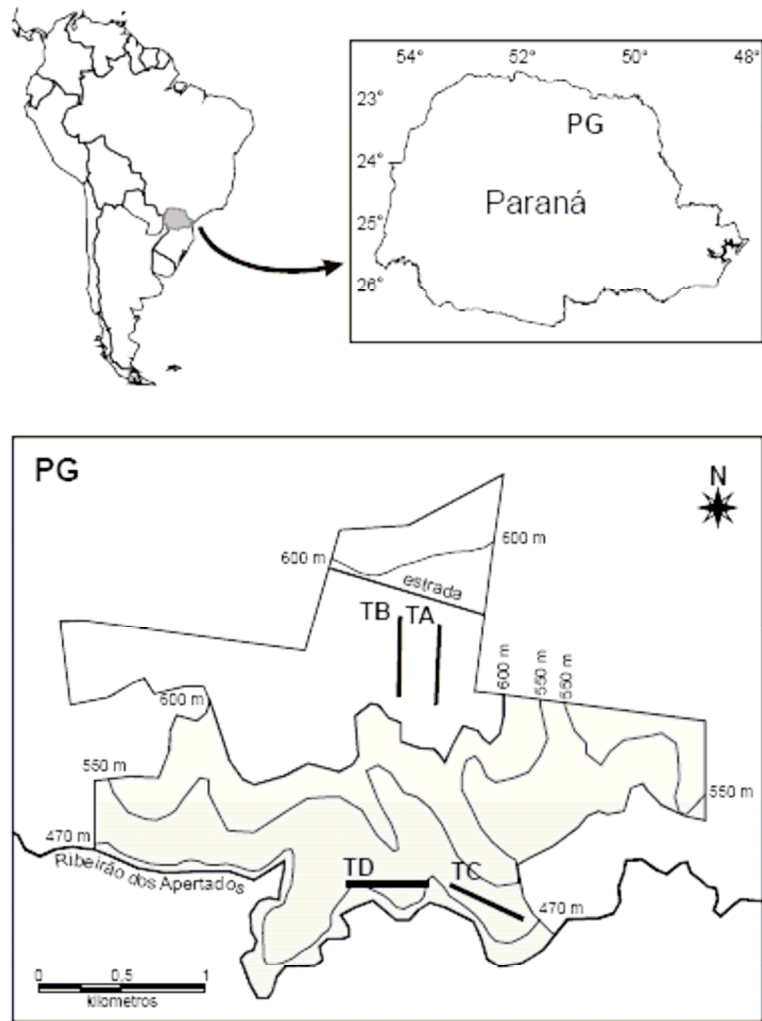 54° 52° 50° 48°
23°
PG
24°
Paraná
25°
26°
PG
N
600 m
600 m
estrada
TB TA
600 m
550 m
550 m
600 m
550 m
550 m
470 m
Ribeirão dos Apertados
TD TC
470 m
0 0,5 1
kilometros